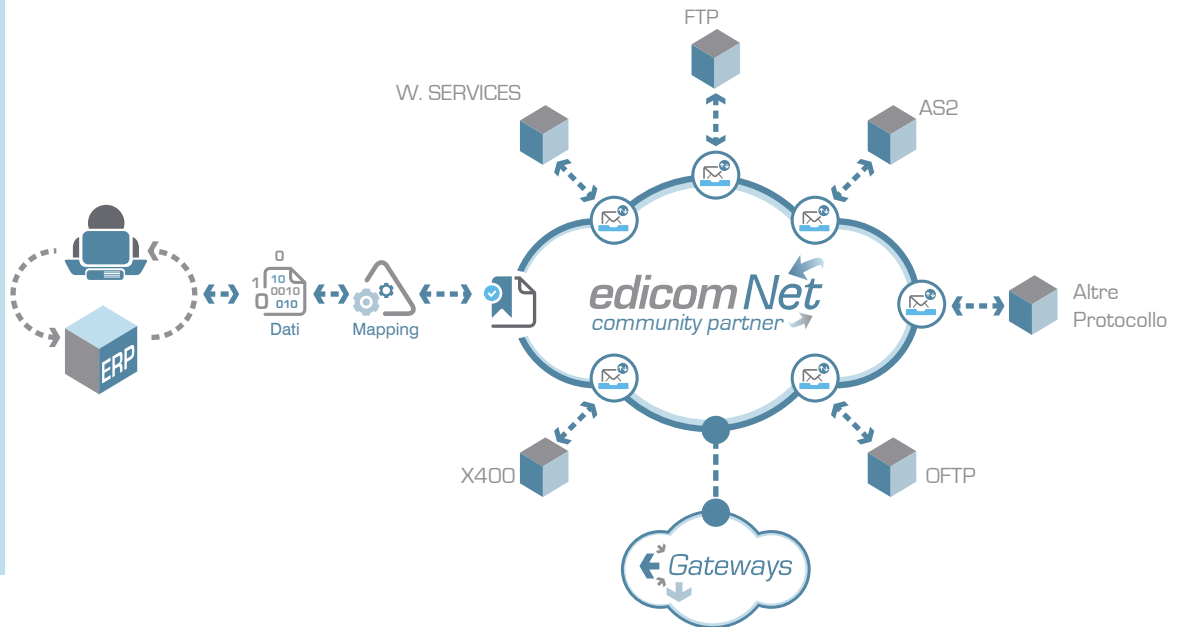 FTP
W. SERVICES
AS2
0
1
10
0010
0
010
Dati
Mapping
ERP
edicom Net
community partner
Altre
Protocollo
X400
OFTP
Gateways